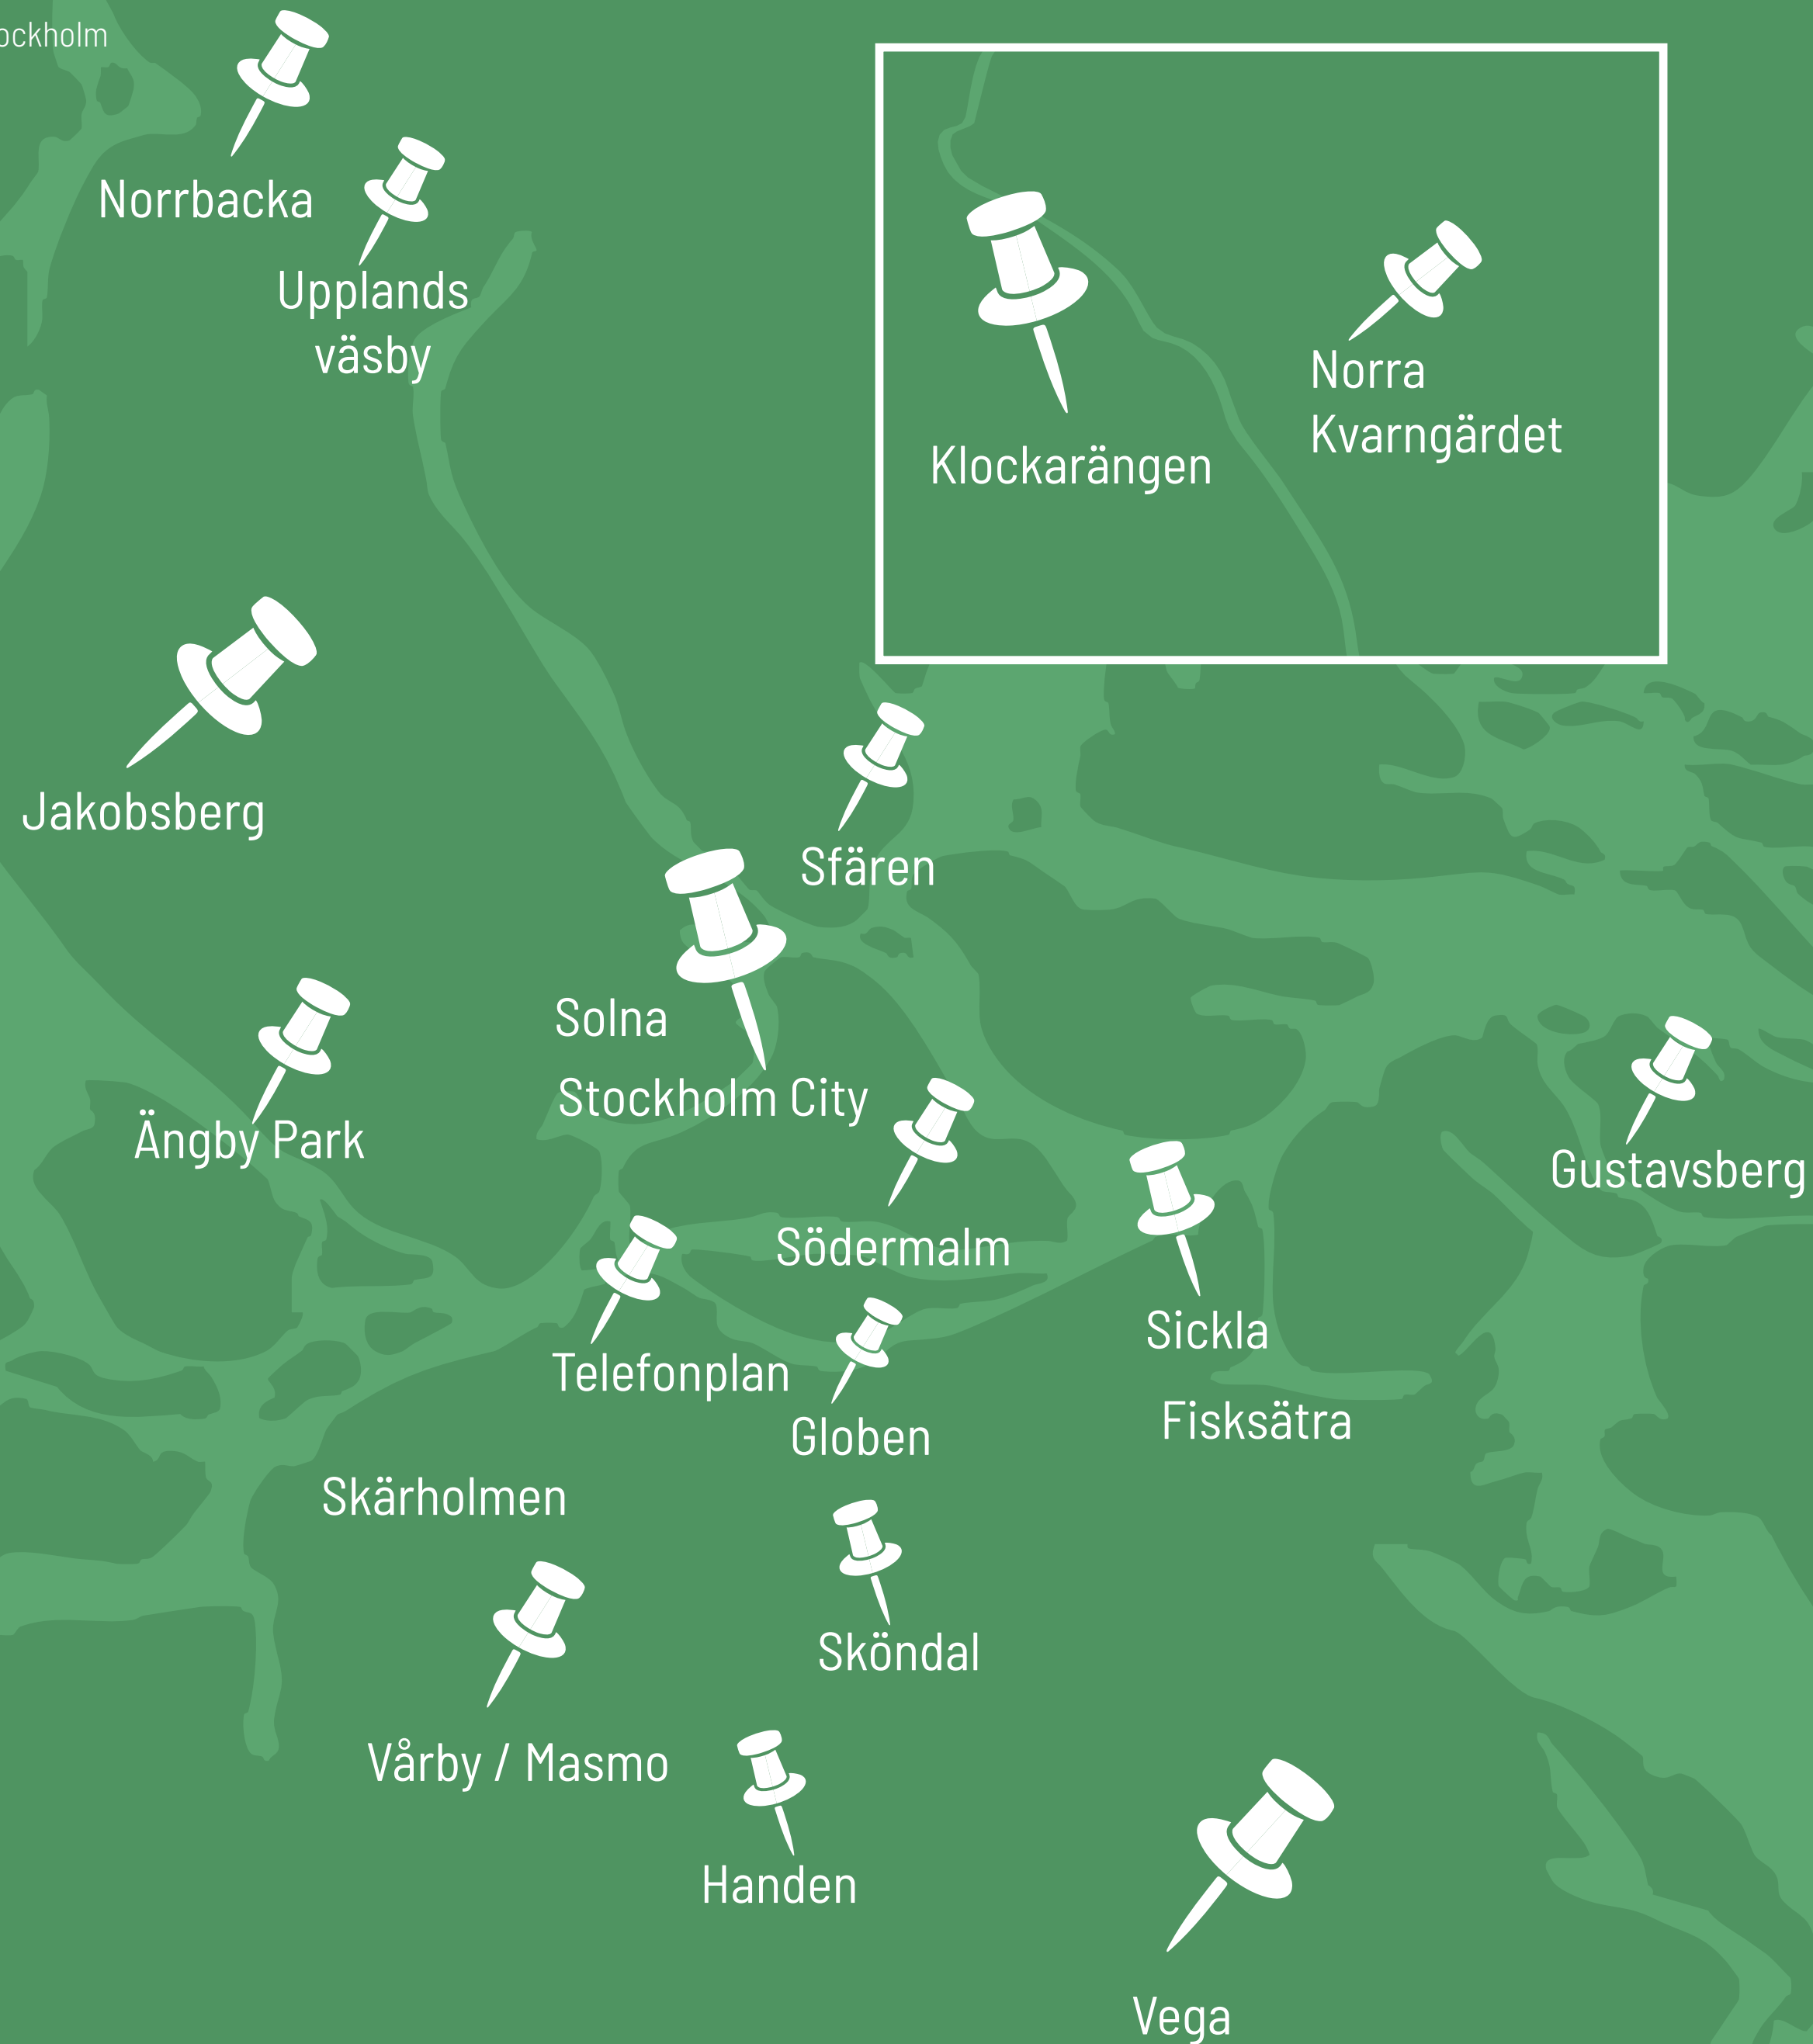 ockholm
Norrbacka
Upplands
väsby
Klockarängen
Norra
Kvarngärdet
Jakobsberg
Sfären
Solna
Stockholm City
Ängby Park
Gustavsberg
Södermalm
Sickla
Telefonplan
Fisksätra
Globen
Skärholmen
Sköndal
Vårby / Masmo
Handen
Vega